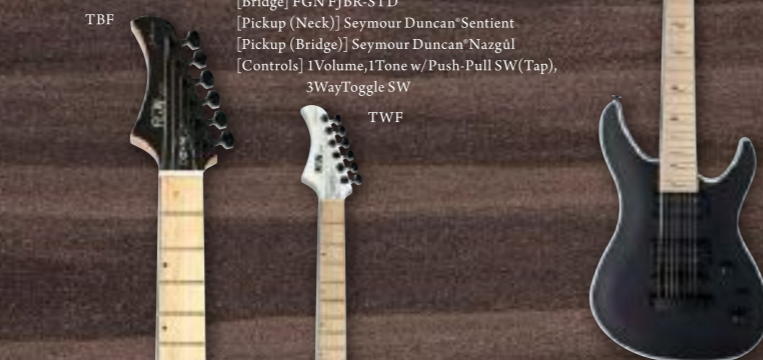 [Bridge] FGN FJBR-STD
TBF
[Pickup (Neck)] Seymour Duncan®Sentient
[Pickup (Bridge)] Seymour Duncan®Nazgûl
[Controls] 1Volume,1Tone w/Push-Pull SW(Tap),
3WayToggle SW
TWF
FGN